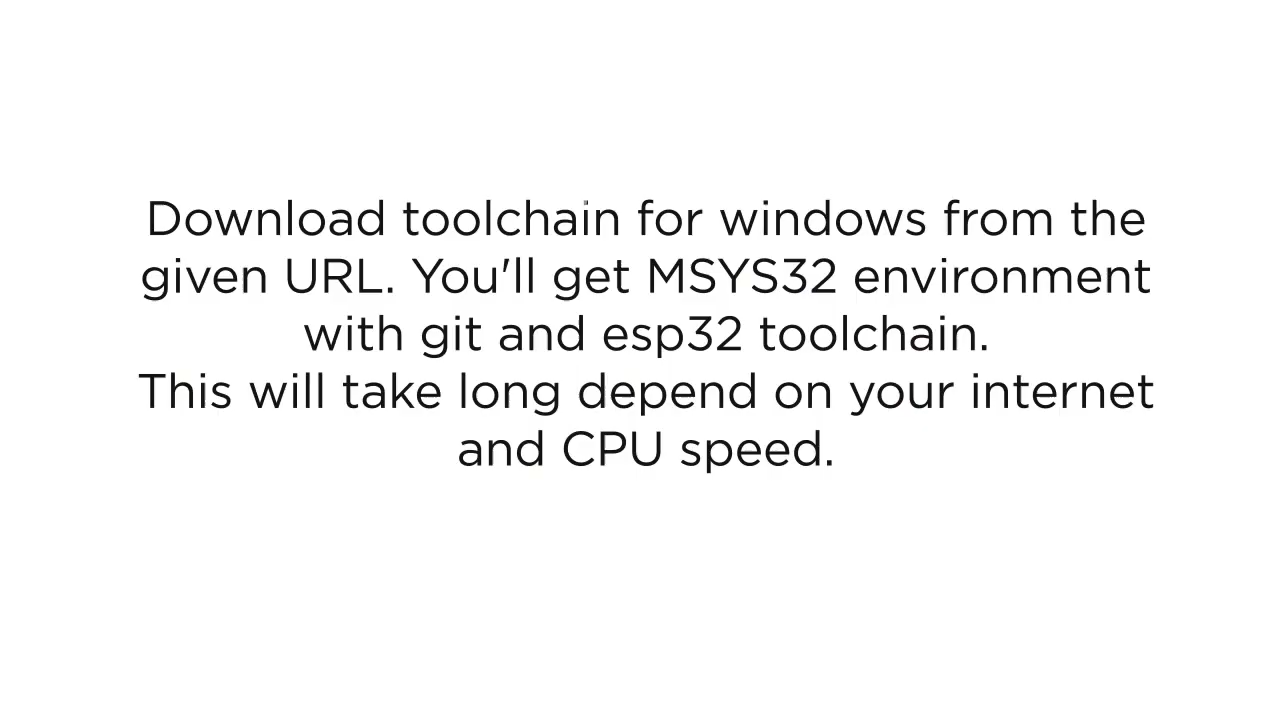 Download toolchain for windows from the
given URL. You'll get MSYS32 environment
with git and esp32 toolchain.
This will take long depend on your internet
and CPU speed.